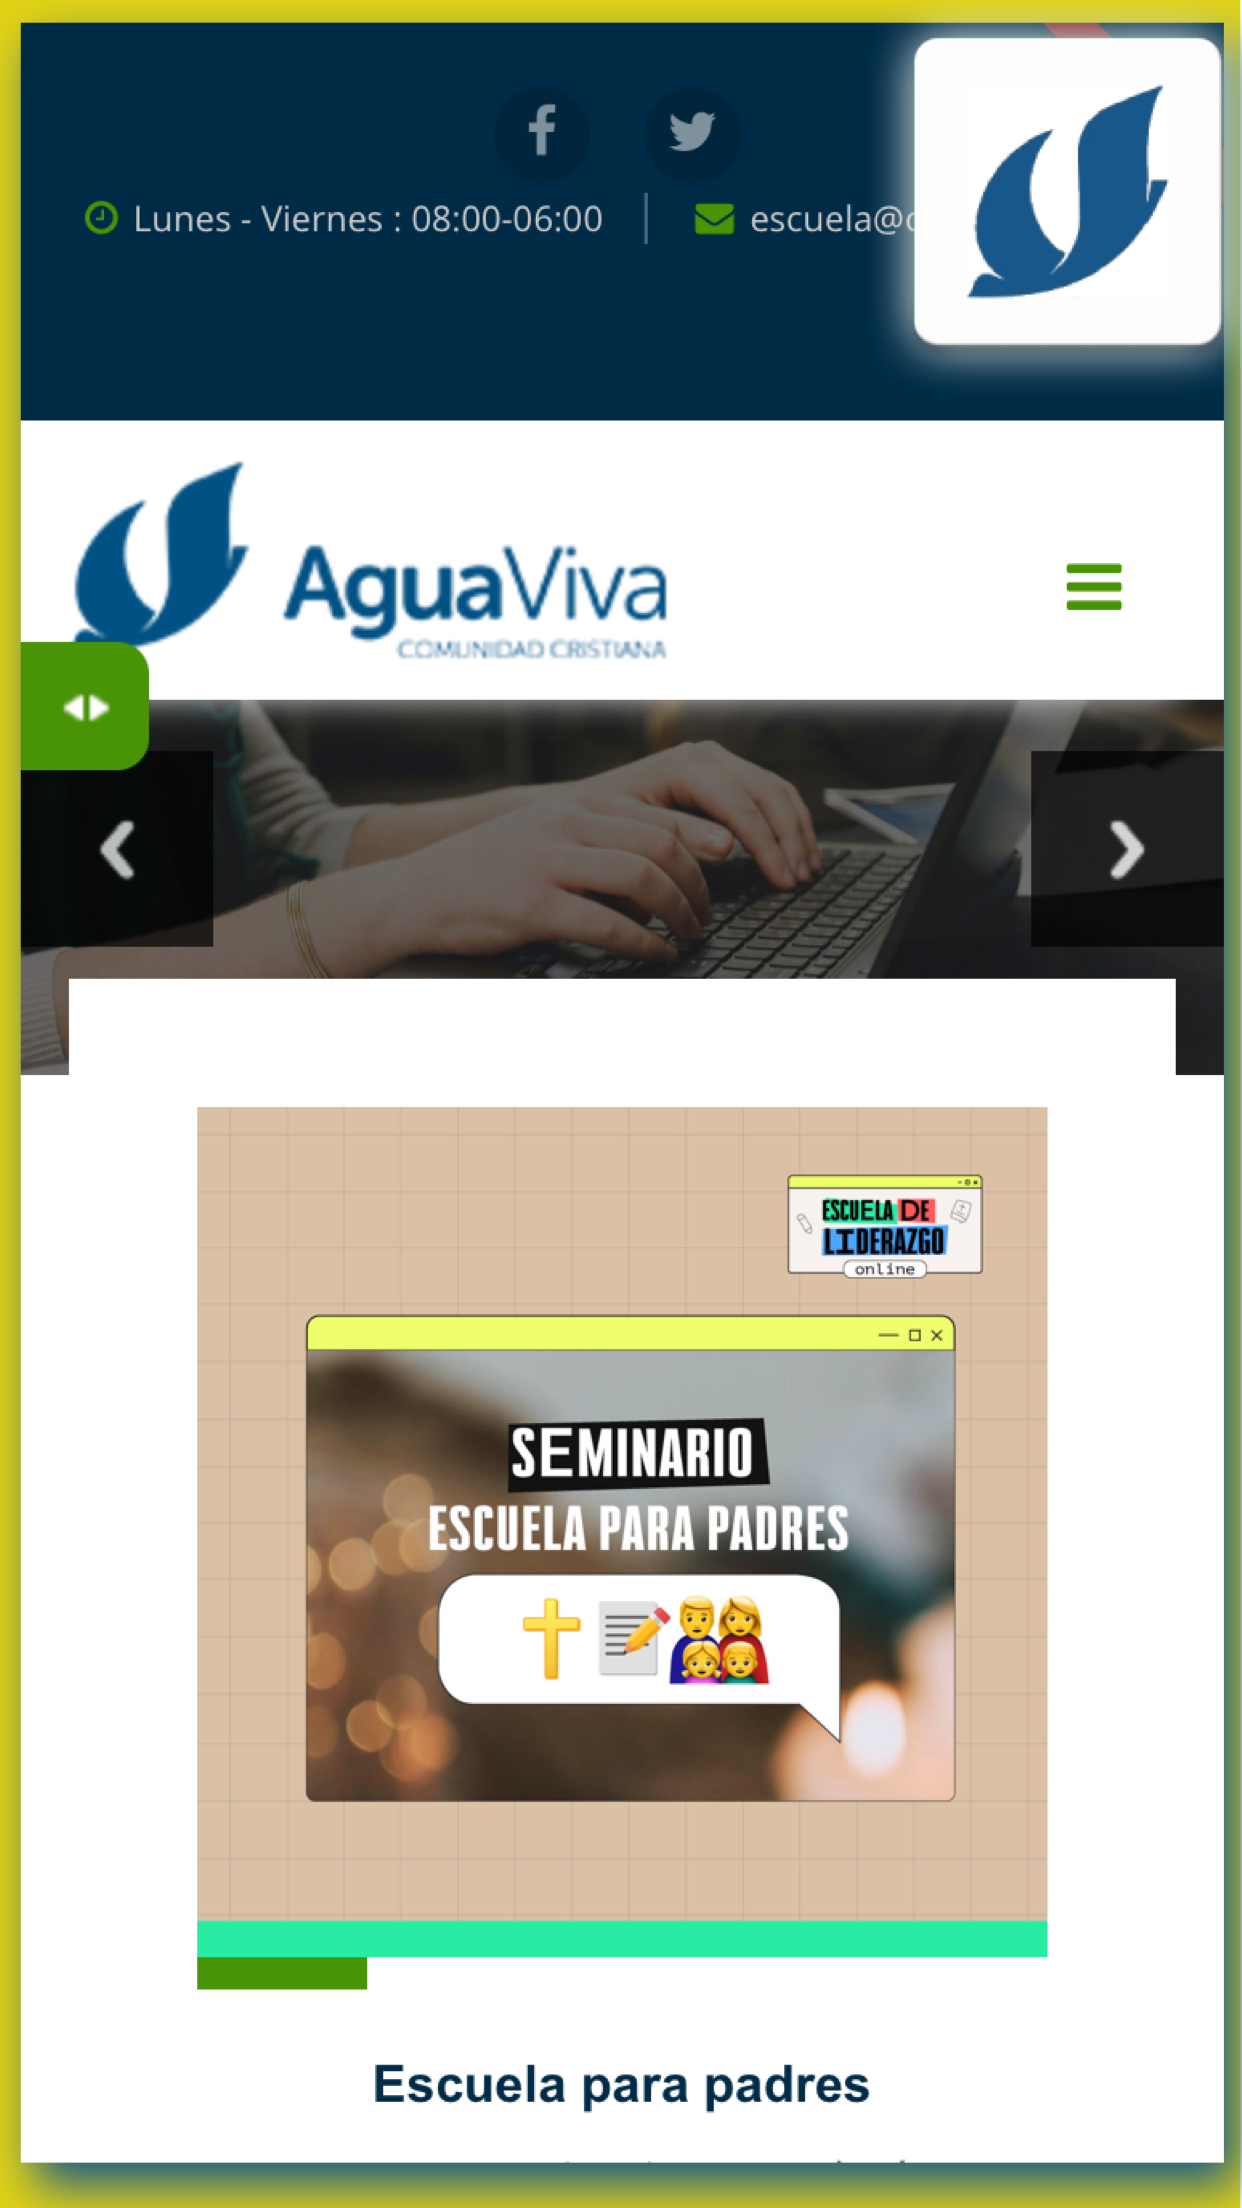 Lunes - Viernes : 08:00-06:00
escuela@
AguaViva
COMUNIDAD CRISTIANA
ESCUELA DE
LIDERAZGO
online
SEMINARIO
ESCUELA PARA PADRES
Escuela para padres